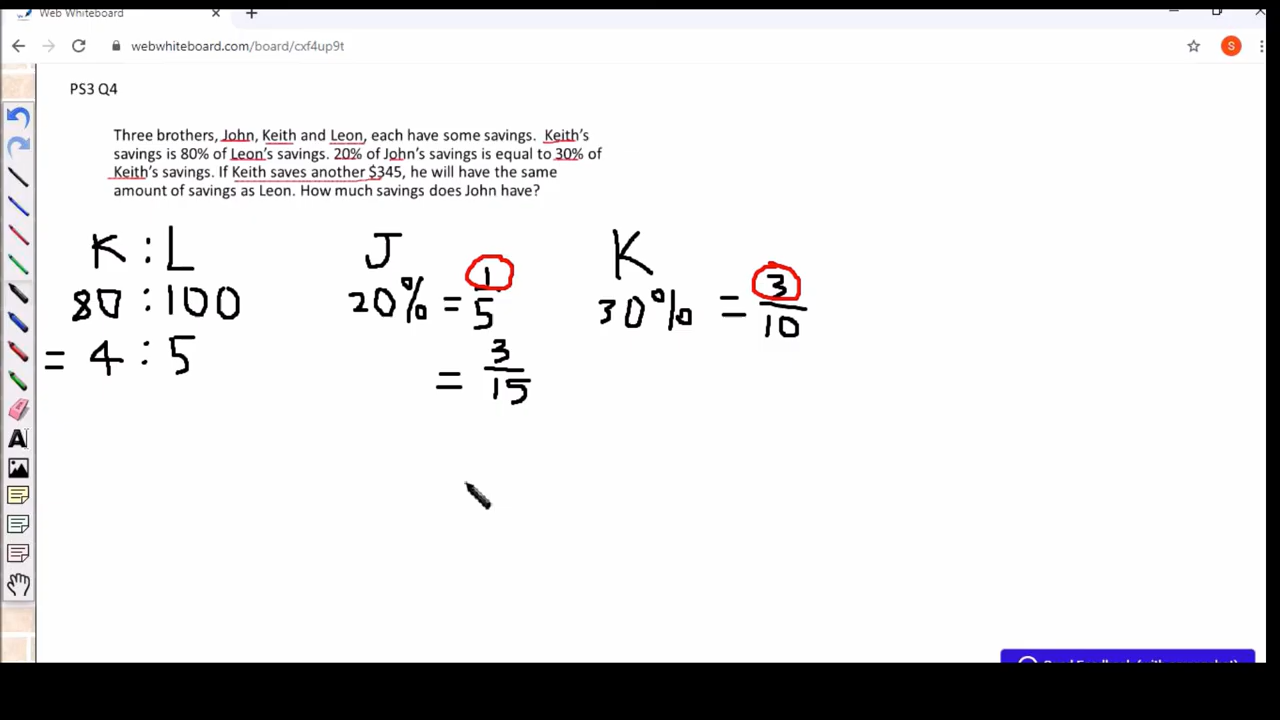 Web Whiteboard
webwhiteboard.com/board/cxf4up9t
S
PS3 Q4
Three brothers, John, Keith and Leon, each have some savings. Keith's
savings is 80% of Leon's savings. 20% of John's savings is equal to 30% of
Keith's savings. If Keith saves another $345, he will have the same
amount of savings as Leon. How much savings does John have?
K : L
80 : 100
= 4 : 5
J
20% = 1/5
= 3/15
K
30% = 3/10
A